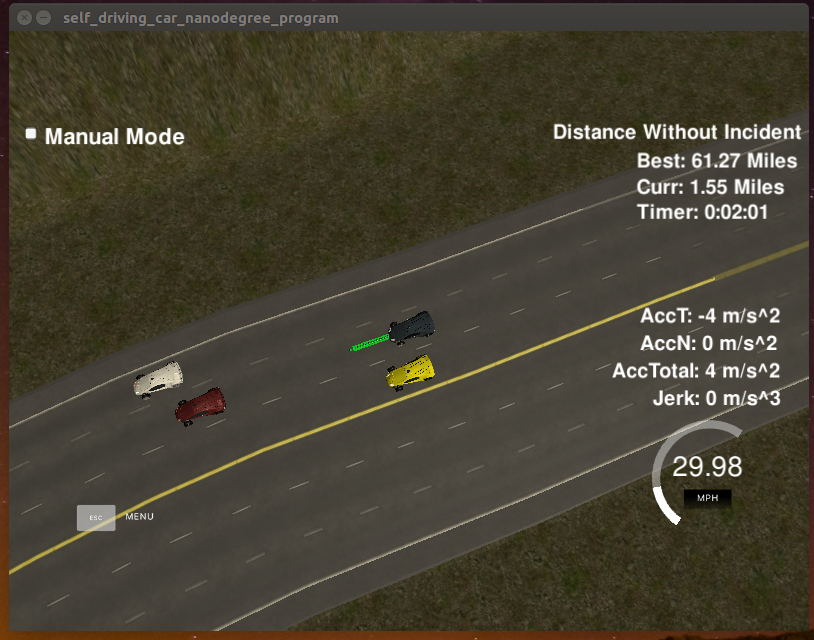 self_driving_car_nanodegree_program
Manual Mode
Distance Without Incident
Best: 61.27 Miles
Curr: 1.55 Miles
Timer: 0:02:01
AccT: -4 m/s^2
AccN: 0 m/s^2
AccTotal: 4 m/s^2
Jerk: 0 m/s^3
29.98
MPH
ESC MENU